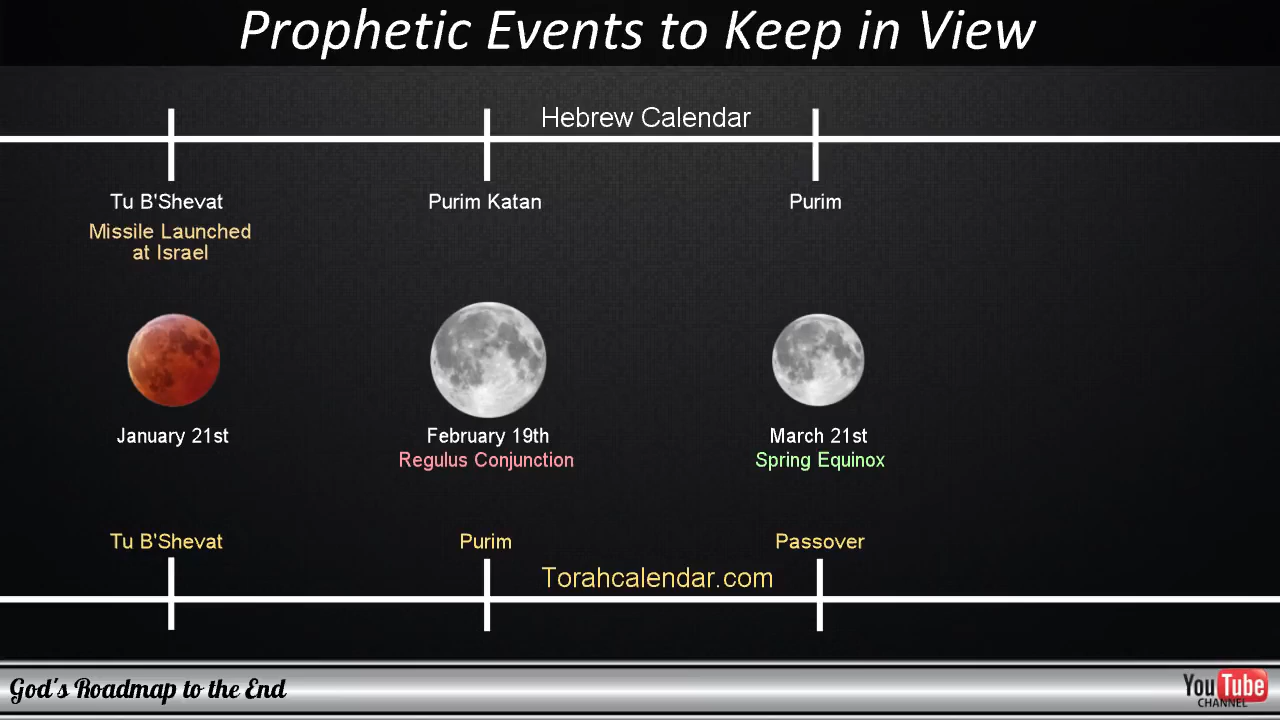 Prophetic Events to Keep in View
Hebrew Calendar
Tu B'Shevat
Purim Katan
Purim
Missile Launched
at Israel
January 21st
February 19th
March 21st
Regulus Conjunction
Spring Equinox
Tu B'Shevat
Purim
Passover
Torahcalendar.com
God's Roadmap to the End
YouTube
CHANNEL